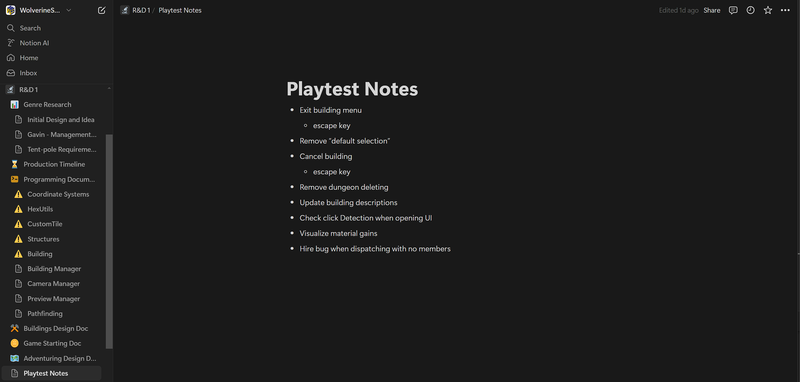 WolverineS...
R&D 1 / Playtest Notes
Edited 1d ago
Share
Search
Notion AI
Home
Inbox
R&D 1
Genre Research
Initial Design and Idea
Gavin - Management...
Tent-pole Requireme...
Production Timeline
Programming Docum...
Coordinate Systems
HexUtils
CustomTile
Structures
Building
Building Manager
Camera Manager
Preview Manager
Pathfinding
Buildings Design Doc
Game Starting Doc
Adventuring Design D...
Playtest Notes
Playtest Notes
Exit building menu
escape key
Remove "default selection"
Cancel building
escape key
Remove dungeon deleting
Update building descriptions
Check click Detection when opening UI
Visualize material gains
Hire bug when dispatching with no members